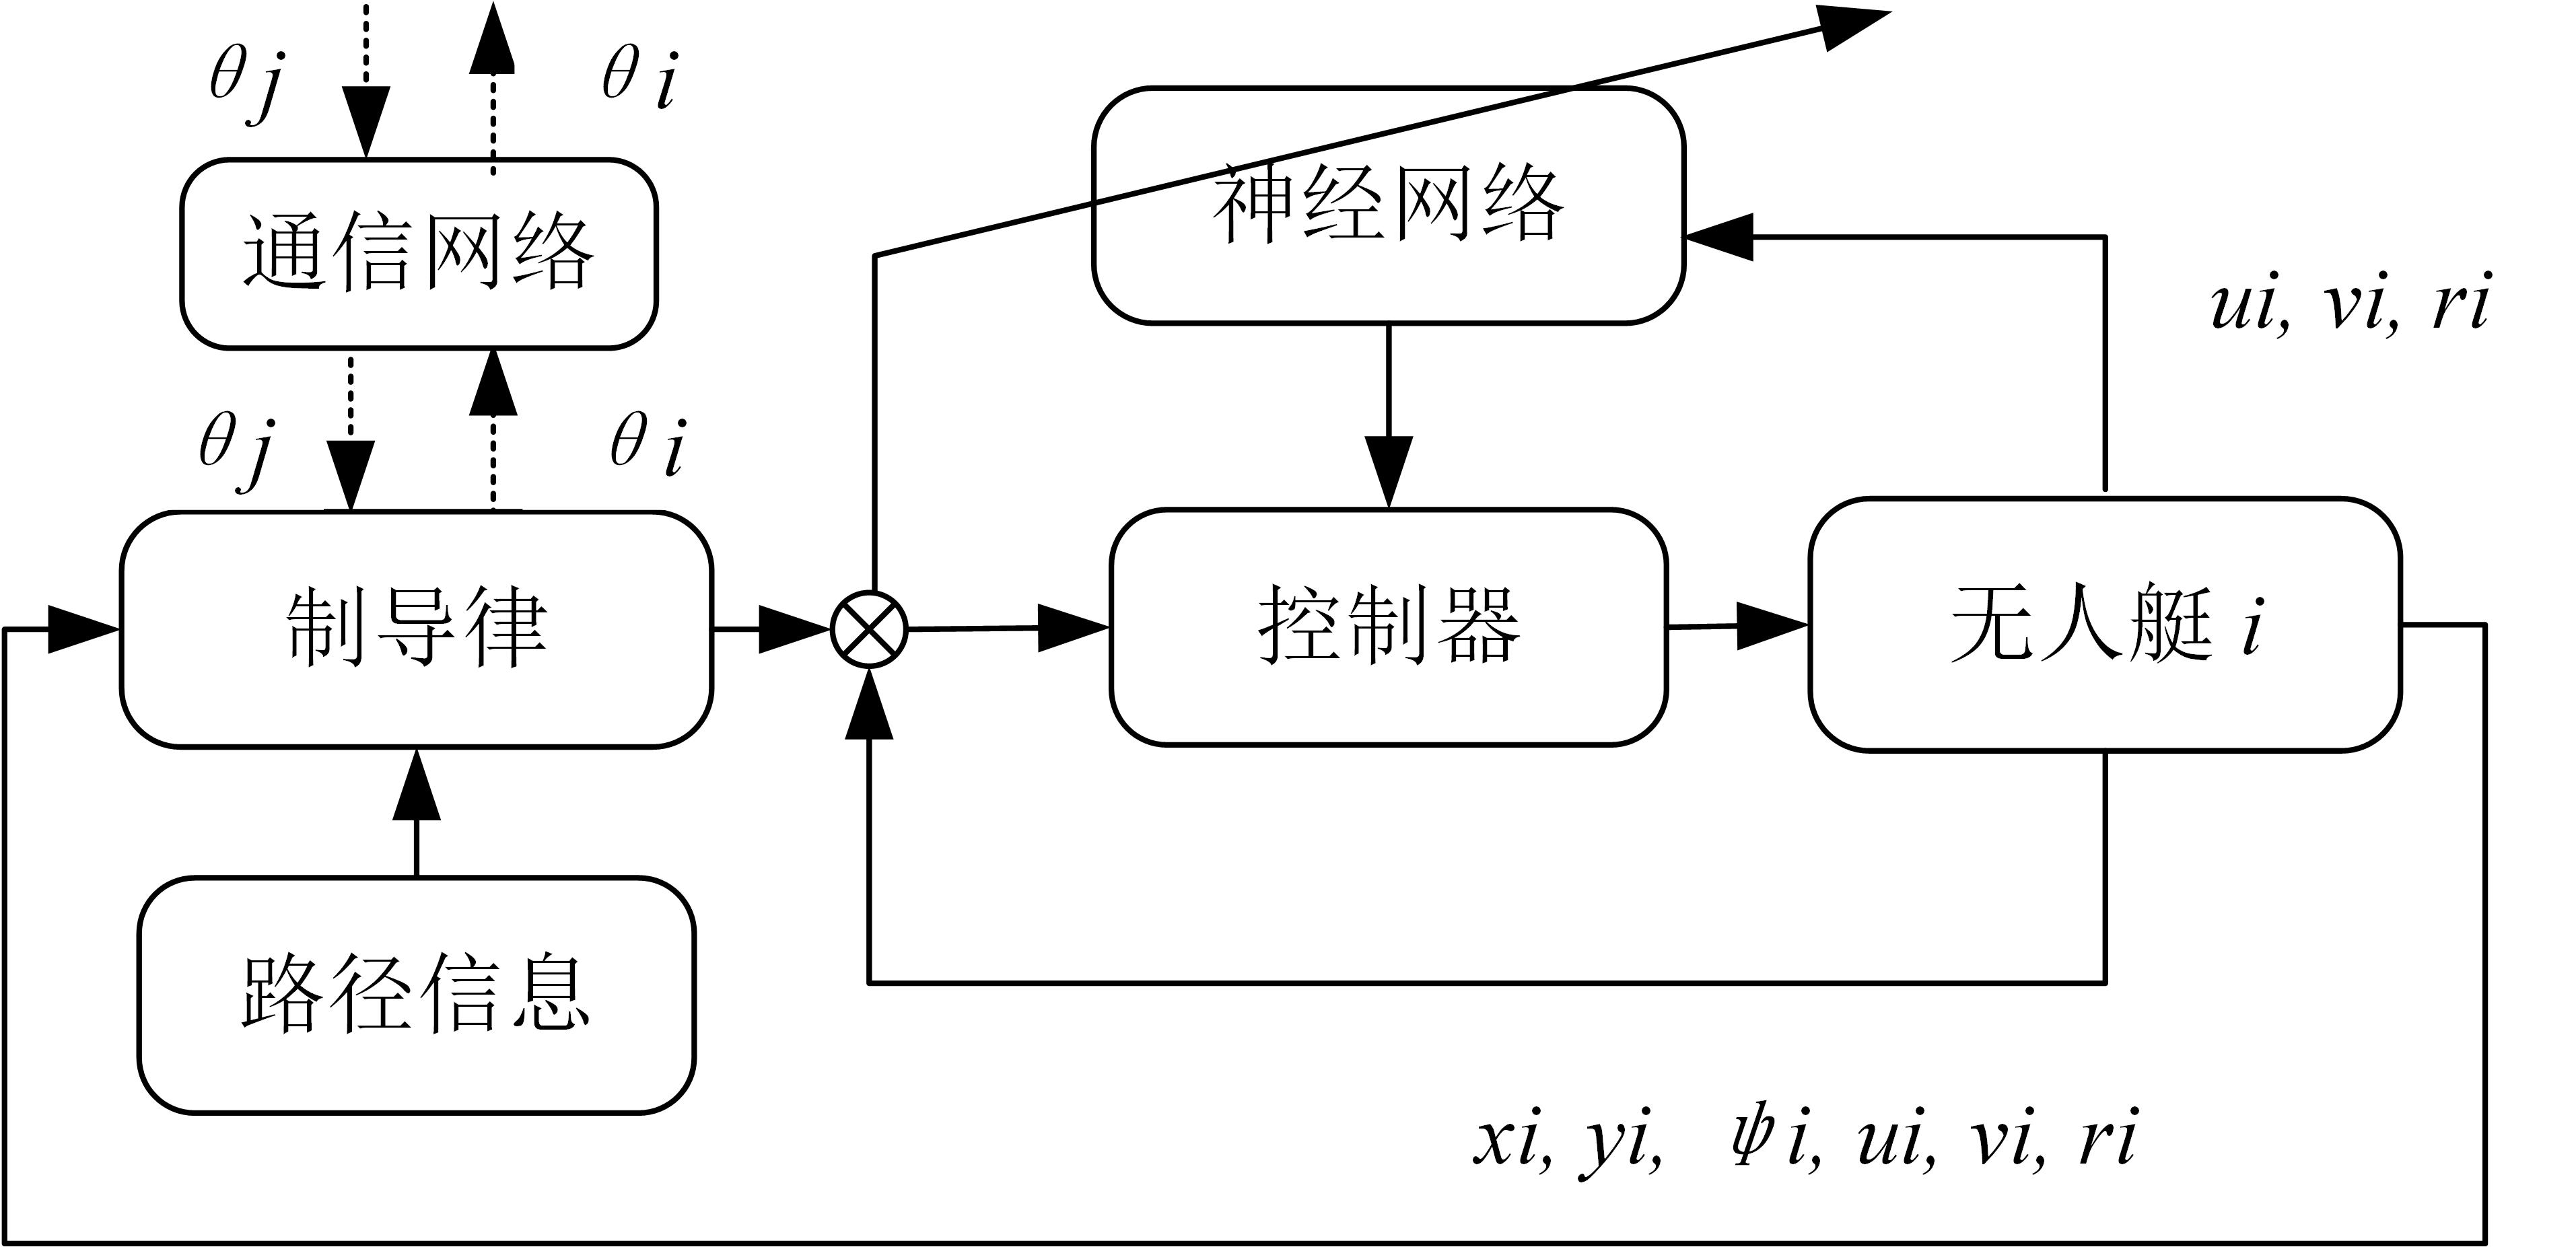 θj
θi
通信网络
神经网络
ui, vi, ri
θj
θi
制导律
控制器
无人艇 i
路径信息
xi, yi, ψi, ui, vi, ri